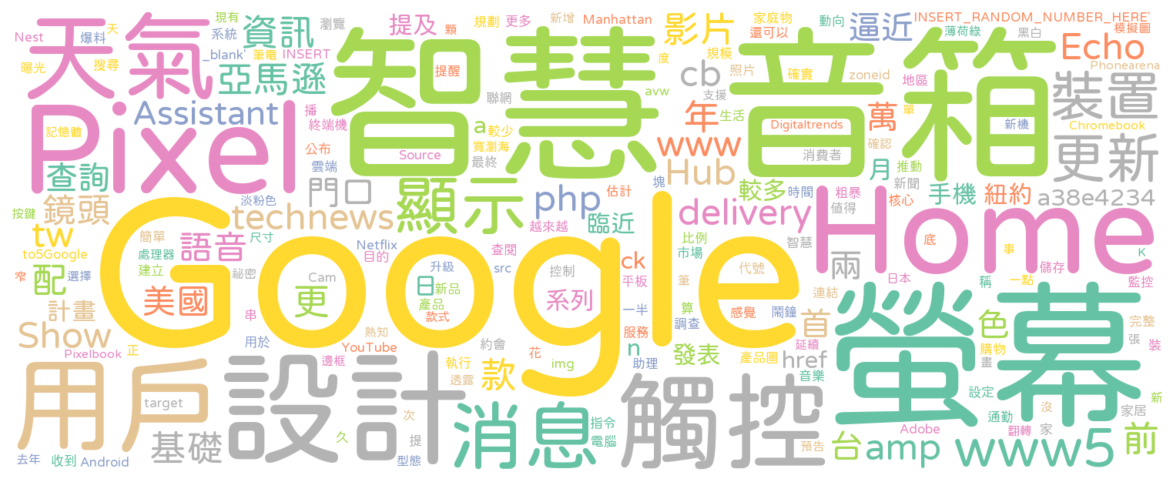 現有 瀏覽 提及 規劃 更多 新增 Manhattan 影片 家庭物 動向 逼近 INSERT_RANDOM_NUMBER_HERE'
Nest 爆料 天 資訊 系統 顆 還可以 薄荷綠 黑白 模擬圖
天氣 _blank' 筆電 INSERT 智慧 提醒 度 規模 音箱 Echo Phonearena
曝光 搜尋 亞馬遜 聯網 avw 照片 cb 確實 zoneid 地區 裝置
Pixel Assistant 播 支援 年 生活 萬 單 新機 Chromebook
記憶體 終端機 較少 Digitaltrends 確認
公布 Source a 寬瀏海 www 消費者 月 推動 更新
查詢 雲端 最終 Hub 新聞
門口 顯示 php 估計 塊 較多 時間 粗暴 核心 手機 紐約 a38e4234
鏡頭 淡粉色 technews 臨近 delivery 值得 Home
按鍵 tw 簡單 語音 尺寸 Netflix 越來越 比例 智慧 底 事 K
to5Google 處理器 目的 查閱 ck 市場 兩
窄 配 選擇 建立 祕密 Google 升級 src 控制 平板 筆 代號 日本 稱 儲存 一點 監控
計畫 美國 Cam 更 日 新品 產品 系列 一半 算 連結
Show 串 款式 n 服務 調查 感覺 鬧鐘 首 螢幕 色 張 完整
Pixelbook 正 用於 熟知 YouTube 約會 助理 發表 延續 購物 裝
邊框 花 img 產品圖 href 畫
用戶 設計 執行 款 觸控 音樂 設定 家居 新
target 透露 次 指令 通勤 沒
基礎 久 提 消息 電腦 台 amp Adobe 翻轉 家 前
去年 收到 Android 型態 預告 www5